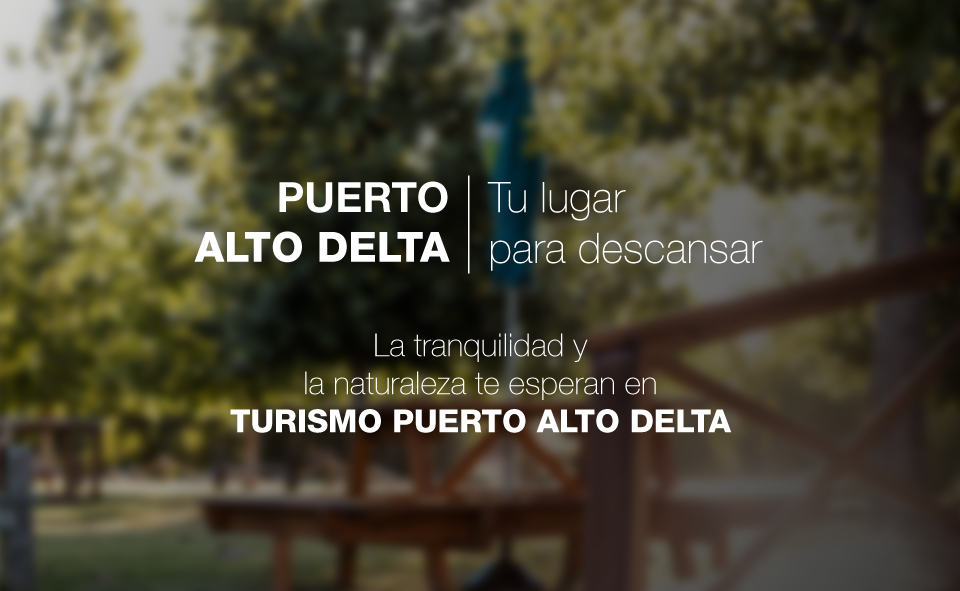 PUERTO
ALTO DELTA
Tu lugar
para descansar
La tranquilidad y
la naturaleza te esperan en
TURISMO PUERTO ALTO DELTA